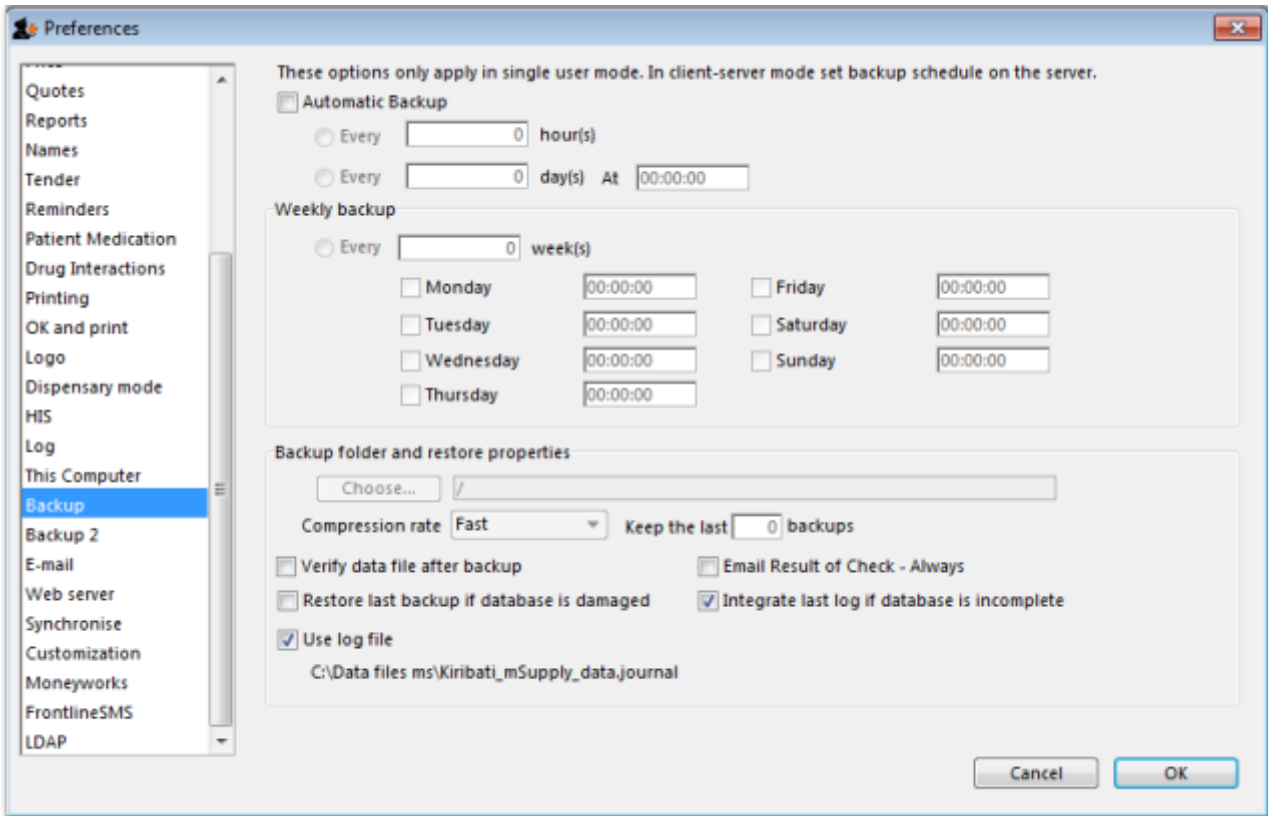 Preferences
Quotes
Reports
Names
Tender
Reminders
Patient Medication
Drug Interactions
Printing
OK and print
Logo
Dispensary mode
HIS
Log
This Computer
Backup
Backup 2
E-mail
Web server
Synchronise
Customization
Moneyworks
FrontlineSMS
LDAP
These options only apply in single user mode. In client-server mode set backup schedule on the server.
Automatic Backup
Every 0 hour(s)
Every 0 day(s) At 00:00:00
Weekly backup
Every 0 week(s)
Monday 00:00:00 Friday 00:00:00
Tuesday 00:00:00 Saturday 00:00:00
Wednesday 00:00:00 Sunday 00:00:00
Thursday 00:00:00
Backup folder and restore properties
Choose... /
Compression rate Fast Keep the last 0 backups
Verify data file after backup Email Result of Check - Always
Restore last backup if database is damaged Integrate last log if database is incomplete
Use log file
C:\Data files ms\Kiribati_mSupply_data.journal
Cancel OK